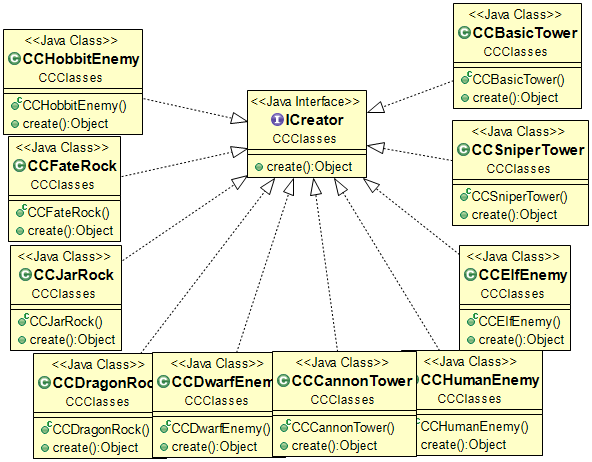 <<Java Class>>
CCHobbitEnemy
CCClasses
CCHobbitEnemy()
create():Object
<<Java Class>>
CCBasicTower
CCClasses
CCBasicTower()
create():Object
<<Java Interface>>
ICreator
CCClasses
create():Object
<<Java Class>>
CCFateRock
CCClasses
CCFateRock()
create():Object
<<Java Class>>
CCSniperTower
CCClasses
CCSniperTower()
create():Object
<<Java Class>>
CCJarRock
CCClasses
CCJarRock()
create():Object
<<Java Class>>
CCElfEnemy
CCClasses
CCElfEnemy()
create():Object
<<Java Class>>
CCDragonRoc
CCClasses
CCDragonRock()
create():Object
<<Java Class>>
CCDwarfEnem
CCClasses
CCDwarfEnemy()
create():Object
<<Java Class>>
CCCannonTower
CCClasses
CCCannonTower()
create():Object
<<Java Class>>
CCHumanEnemy
CCClasses
CCHumanEnemy()
create():Object